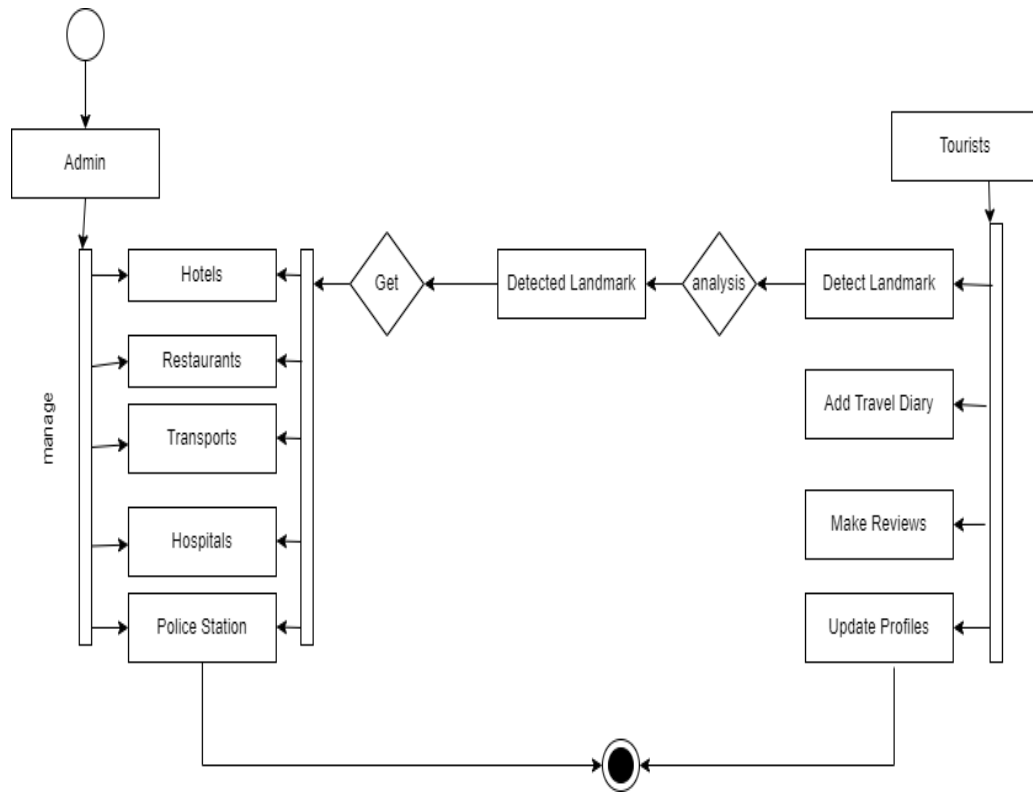 Admin
Tourists
Hotels
Get
Detected Landmark
analysis
Detect Landmark
Restaurants
manage
Add Travel Diary
Transports
Make Reviews
Hospitals
Police Station
Update Profiles